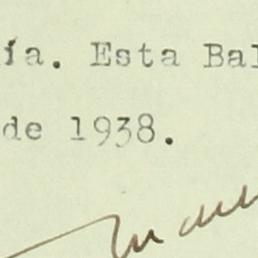 ía. Esta Bal
de 1938.